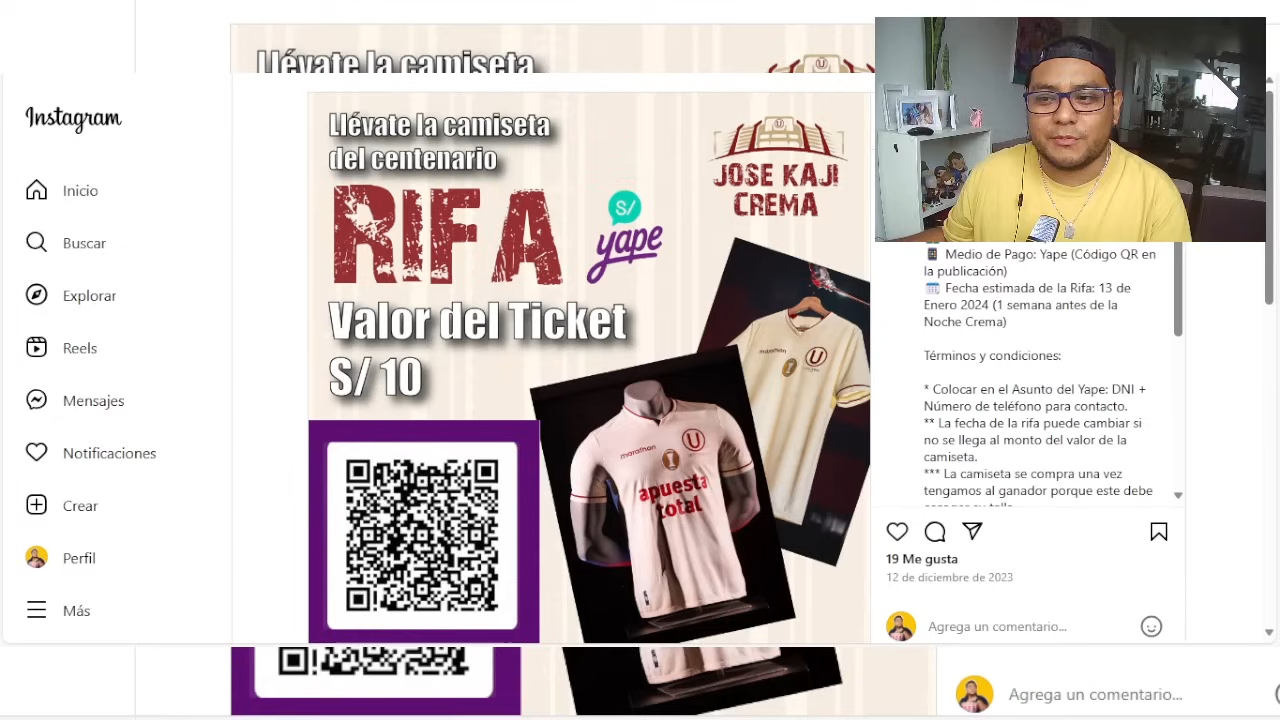 Llévate la camiseta
Instagram
Inicio
Buscar
Explorar
Reels
Mensajes
Notificaciones
Crear
Perfil
Más
Llévate la camiseta
del centenario
RIFA
S/
yape
Valor del Ticket
S/ 10
JOSE KAJI
CREMA
marathon
U
marathon
U
apuesta
total
Medio de Pago: Yape (Código QR en
la publicación)
Fecha estimada de la Rifa: 13 de
Enero 2024 (1 semana antes de la
Noche Crema)
Términos y condiciones:
* Colocar en el Asunto del Yape: DNI +
Número de teléfono para contacto.
** La fecha de la rifa puede cambiar si
no se llega al monto del valor de la
camiseta.
*** La camiseta se compra una vez
tengamos al ganador porque este debe
19 Me gusta
12 de diciembre de 2023
Agrega un comentario...
Agrega un comentario...